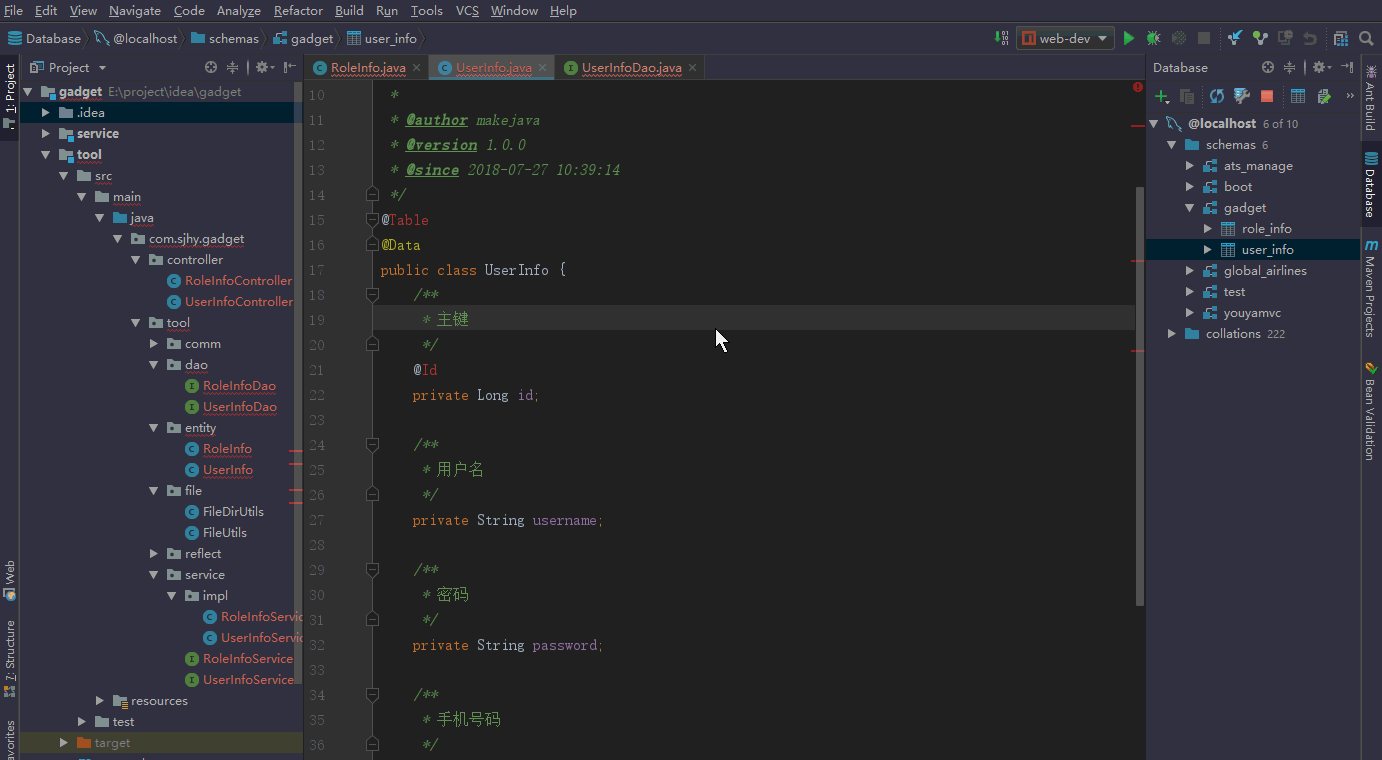 File Edit View Navigate Code Analyze Refactor Build Run Tools VCS Window Help
Database @localhost schemas gadget user_info web-dev
1: Project
Z: Structure
Web
avorites
Project
gadget E:\project\idea\gadget
.idea
service
tool
src
main
java
com.sjhy.gadget
controller
RoleInfoController
UserInfoController
tool
comm
dao
RoleInfoDao
UserInfoDao
entity
RoleInfo
UserInfo
file
FileDirUtils
FileUtils
reflect
service
impl
RoleInfoServic
UserInfoServic
RoleInfoService
UserInfoService
resources
test
target
RoleInfo.java UserInfo.java UserInfoDao.java
10 *
11 * @author makejava
12 * @version 1.0.0
13 * @since 2018-07-27 10:39:14
14 */
15 @Table
16 @Data
17 public class UserInfo {
18 /**
19 * 主键
20 */
21 @Id
22 private Long id;
23
24 /**
25 * 用户名
26 */
27 private String username;
28
29 /**
30 * 密码
31 */
32 private String password;
33
34 /**
35 * 手机号码
36 */
Database
@localhost 6 of 10
schemas 6
ats_manage
boot
gadget
role_info
user_info
global_airlines
test
youyamvc
collations 222
Ant Build
Database
Maven Projects
Bean Validation